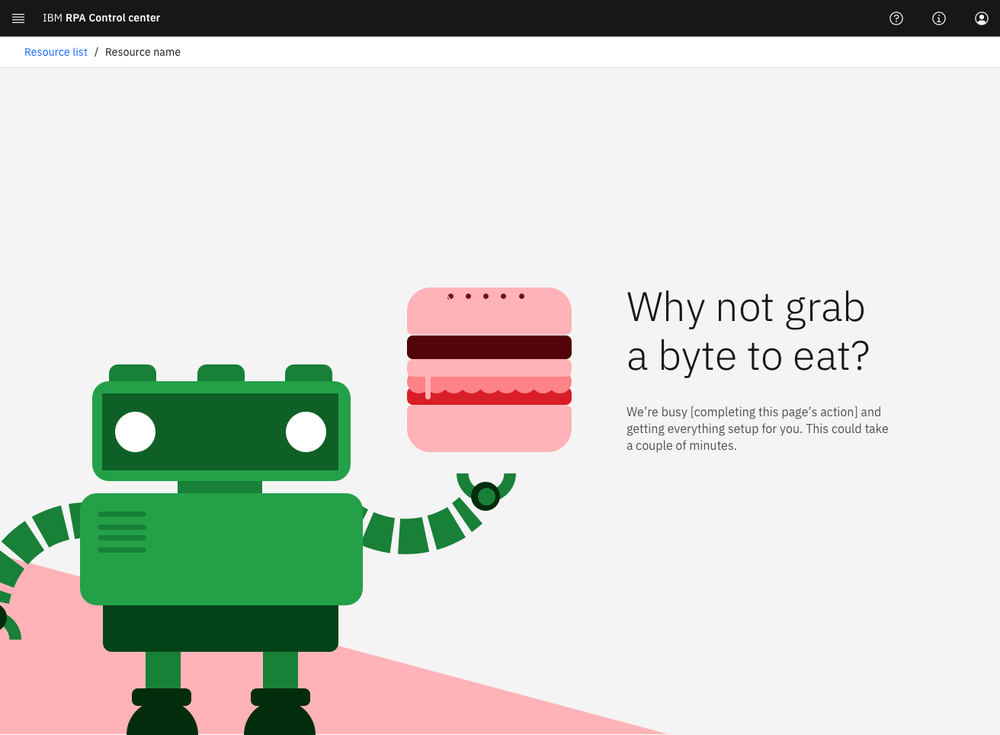 IBM RPA Control center
Resource list / Resource name
Why not grab
a byte to eat?
We’re busy [completing this page’s action] and
getting everything setup for you. This could take
a couple of minutes.